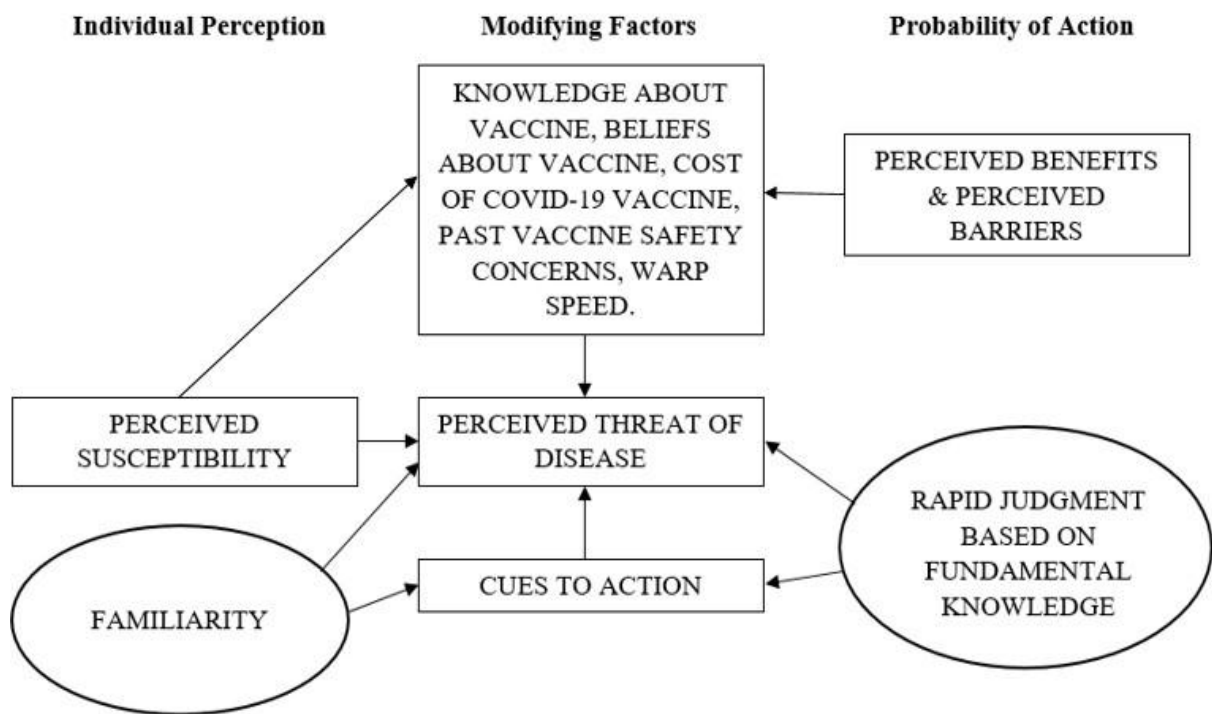 Individual Perception
Modifying Factors
Probability of Action
KNOWLEDGE ABOUT
VACCINE, BELIEFS
ABOUT VACCINE, COST
OF COVID-19 VACCINE,
PAST VACCINE SAFETY
CONCERNS, WARP
SPEED.
PERCEIVED BENEFITS
& PERCEIVED
BARRIERS
PERCEIVED
SUSCEPTIBILITY
PERCEIVED THREAT OF
DISEASE
RAPID JUDGMENT
BASED ON
FUNDAMENTAL
KNOWLEDGE
FAMILIARITY
CUES TO ACTION